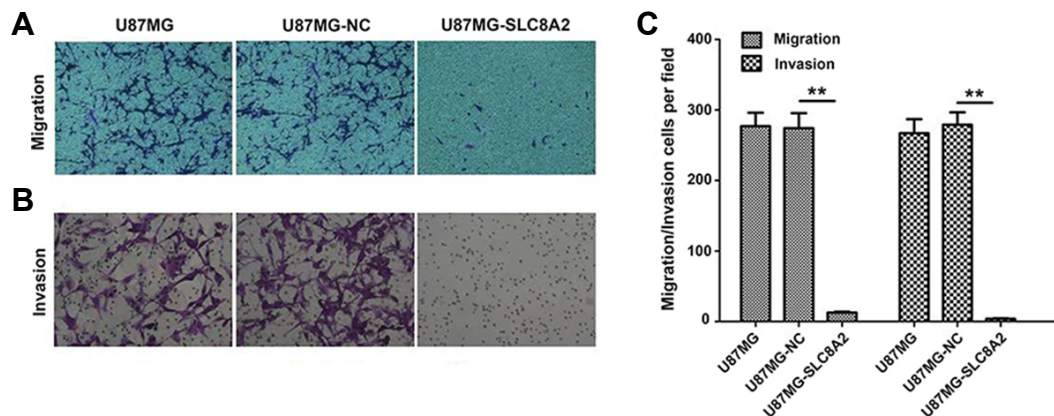 A
U87MG
U87MG-NC
U87MG-SLC8A2
Migration
B
Invasion
C
Migration/Invasion cells per field
400
300
200
100
0
Migration
Invasion
**
**
U87MG
U87MG-NC
U87MG-SLC8A2
U87MG
U87MG-NC
U87MG-SLC8A2